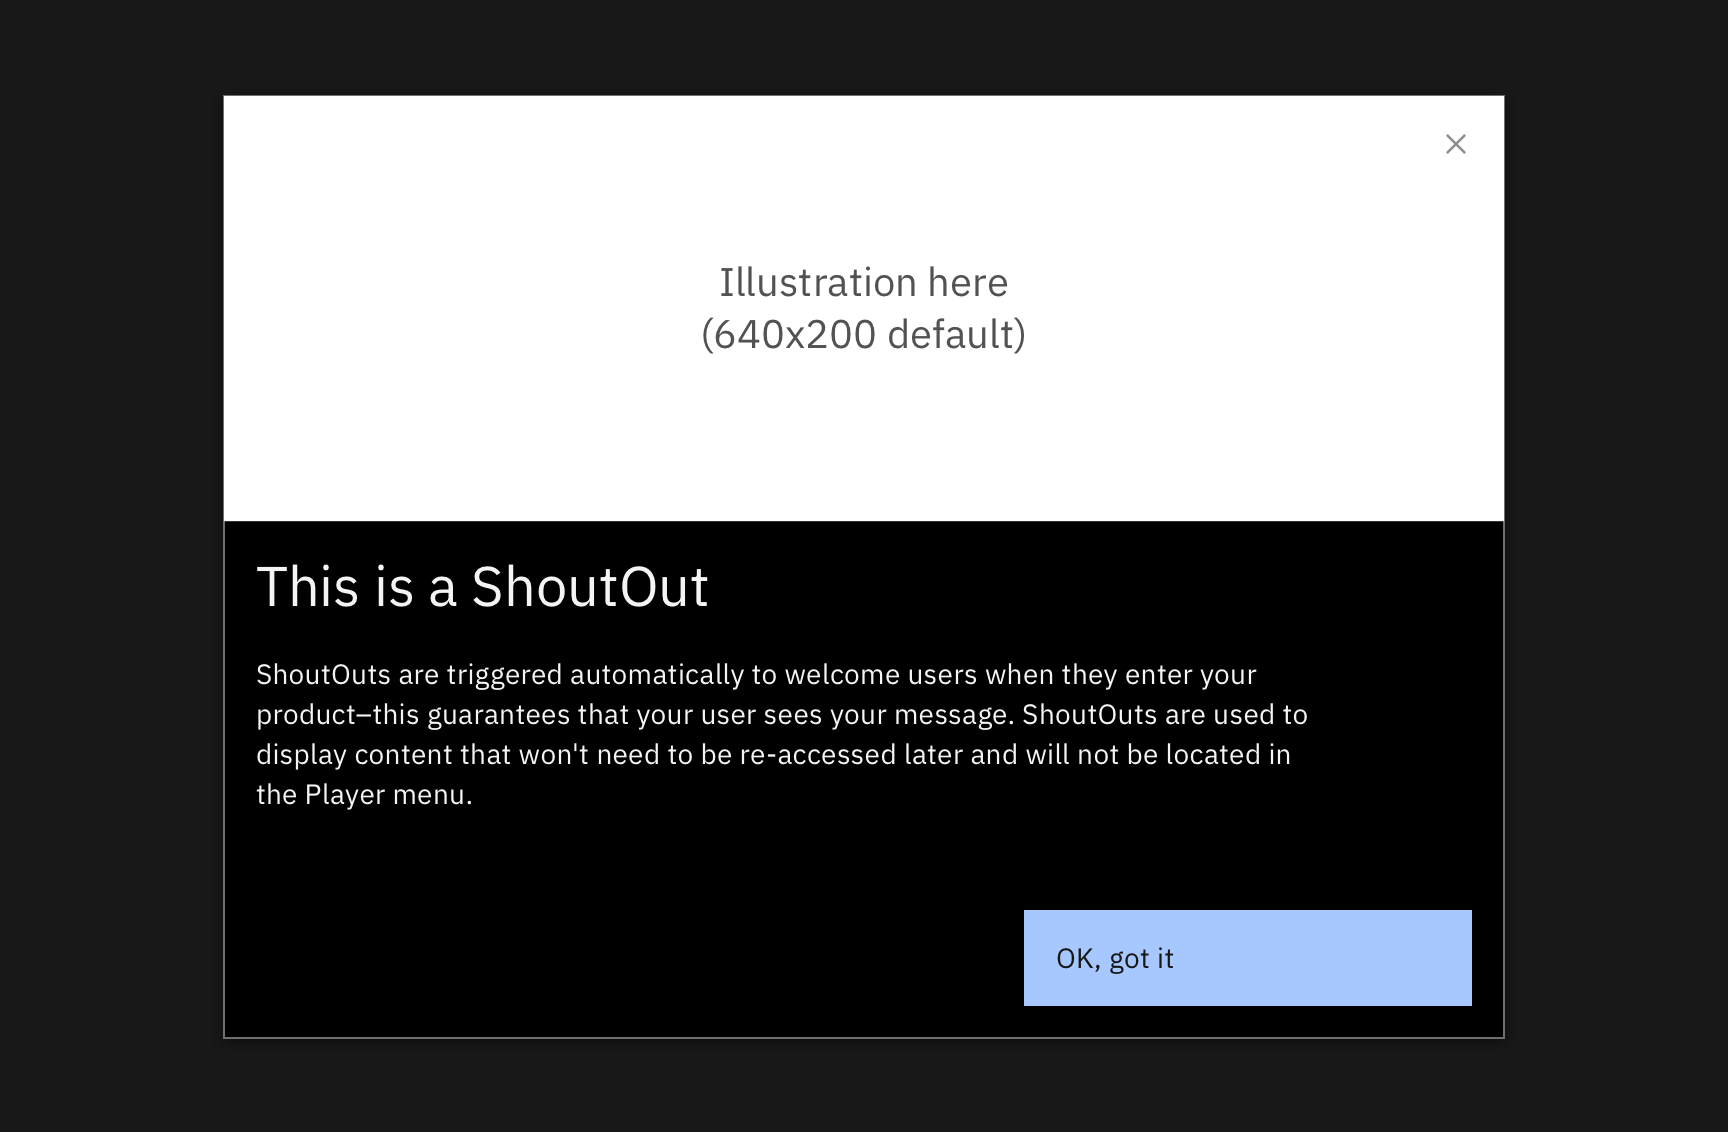 Illustration here
(640x200 default)
This is a ShoutOut
ShoutOuts are triggered automatically to welcome users when they enter your
product—this guarantees that your user sees your message. ShoutOuts are used to
display content that won't need to be re-accessed later and will not be located in
the Player menu.
OK, got it